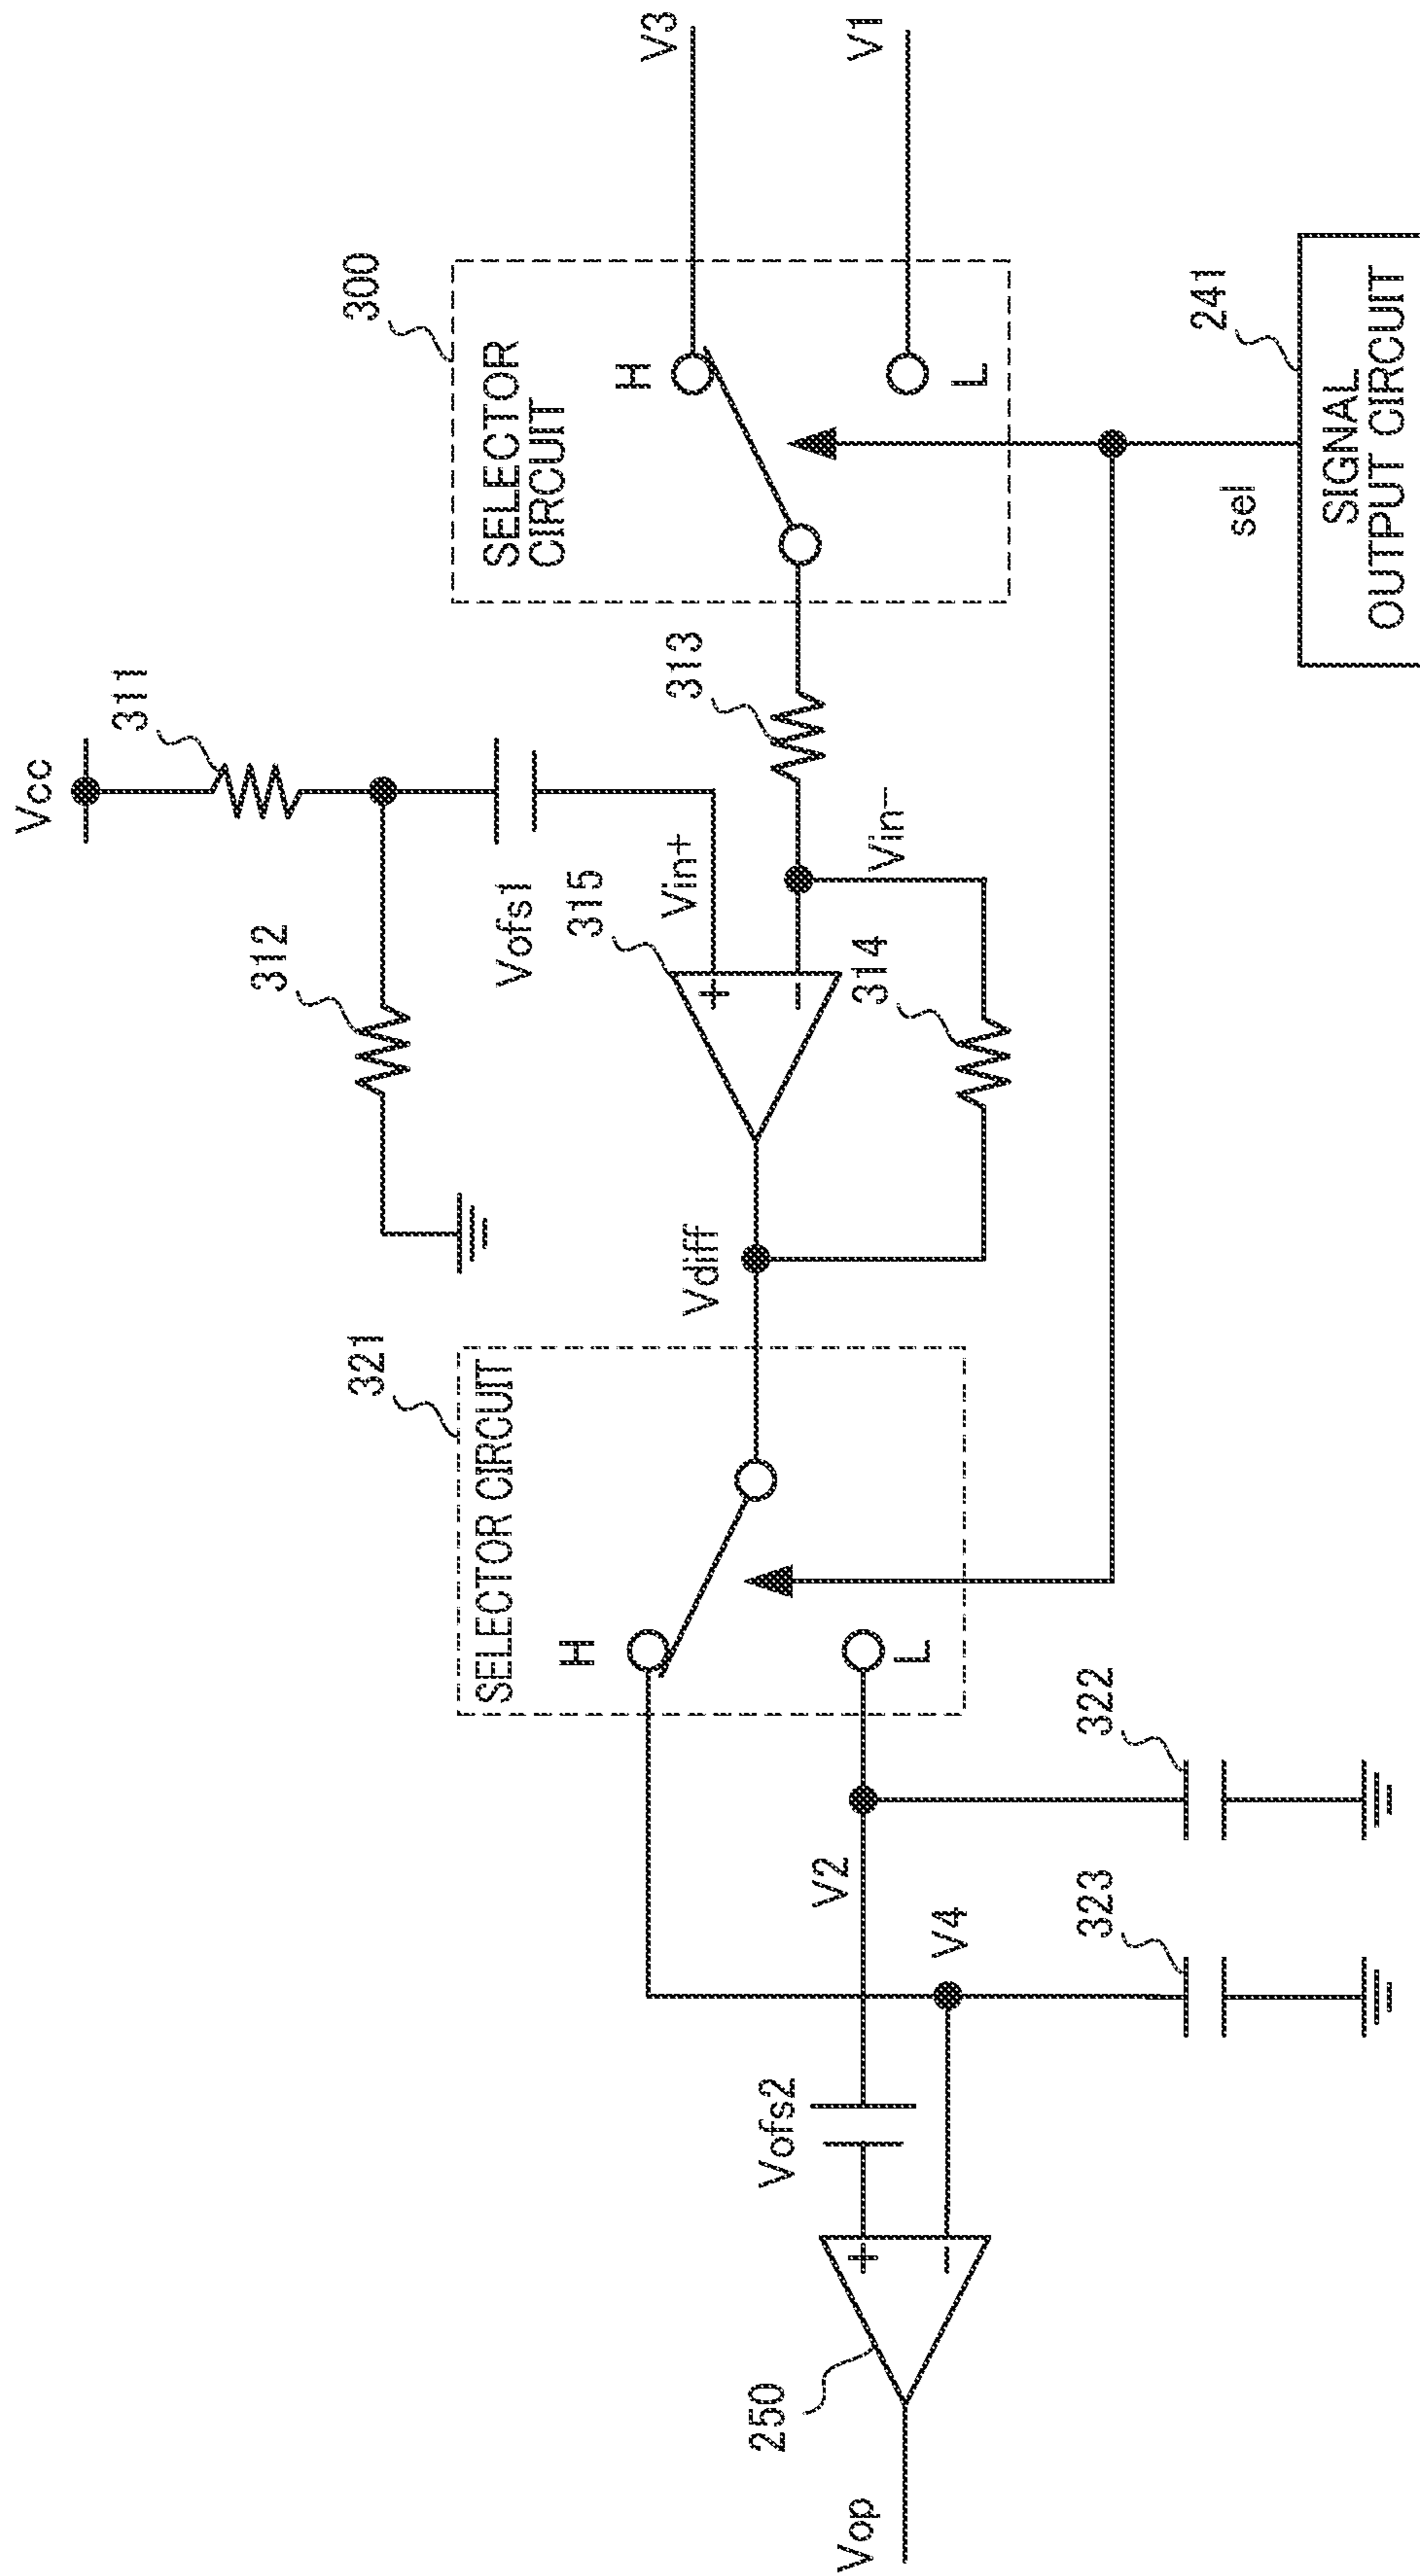 Vcc
311
312
Vofs1
300
SELECTOR
CIRCUIT
H
L
V3
V1
313
315
Vin+
Vin−
+
−
314
Vdiff
321
SELECTOR CIRCUIT
H
L
sel
241
SIGNAL
OUTPUT CIRCUIT
V2
322
V4
323
Vofs2
+
−
250
Vop